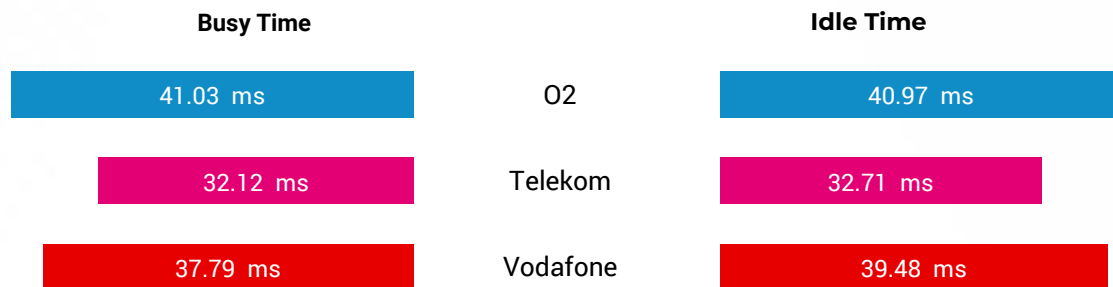 Busy Time Idle Time
41.03 ms O2 40.97 ms
32.12 ms Telekom 32.71 ms
37.79 ms Vodafone 39.48 ms